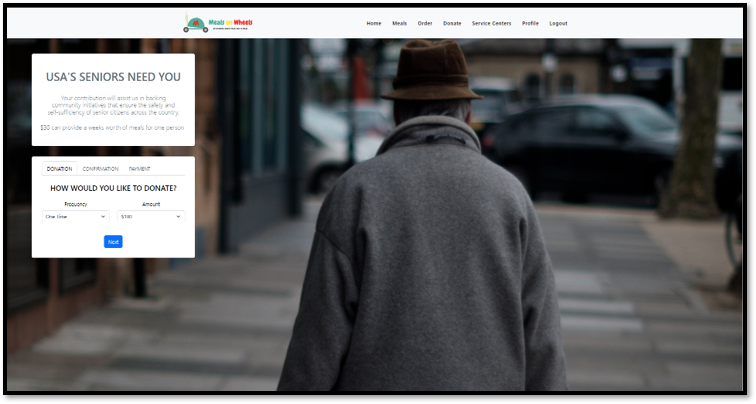 Meals on Wheels
Home Meals Order Donate Service Centers Profile Logout
USA'S SENIORS NEED YOU
Your contribution will assist us in backing
community initiatives that ensure the safety and
self-sufficiency of senior citizens across the country.
$30 can provide a weeks worth of meals for one person
DONATION CONFIRMATION PAYMENT
HOW WOULD YOU LIKE TO DONATE?
Frequency Amount
One Time $100
Next